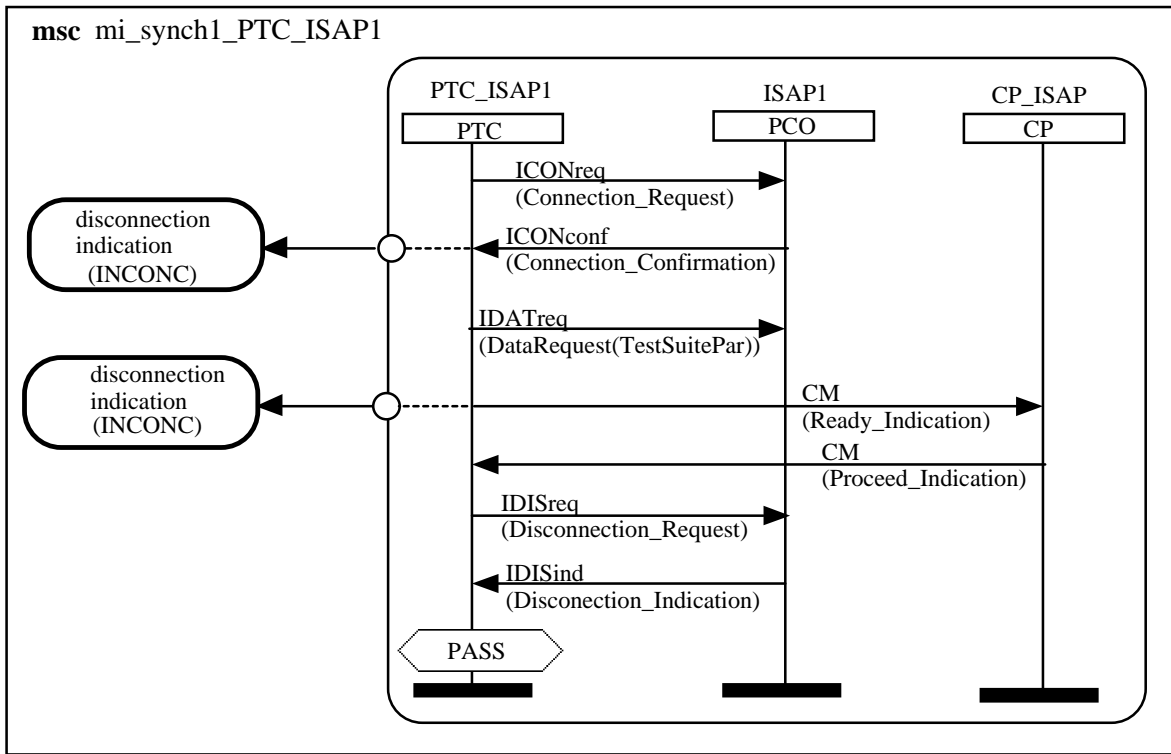 msc mi_synch1_PTC_ISAP1
PTC_ISAP1
ISAP1
CP_ISAP
PTC
PCO
CP
ICONreq
(Connection_Request)
disconnection
indication
(INCONC)
ICONconf
(Connection_Confirmation)
IDATreq
(DataRequest(TestSuitePar))
disconnection
indication
(INCONC)
CM
(Ready_Indication)
CM
(Proceed_Indication)
IDISreq
(Disconnection_Request)
IDISind
(Disconection_Indication)
PASS